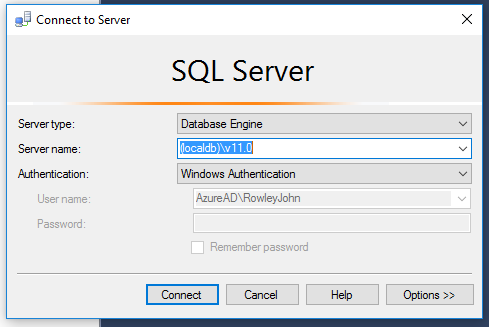 Connect to Server
SQL Server
Server type: Database Engine
Server name: (localdb)\v11.0
Authentication: Windows Authentication
User name: AzureAD\RowleyJohn
Password:
Remember password
Connect Cancel Help Options >>